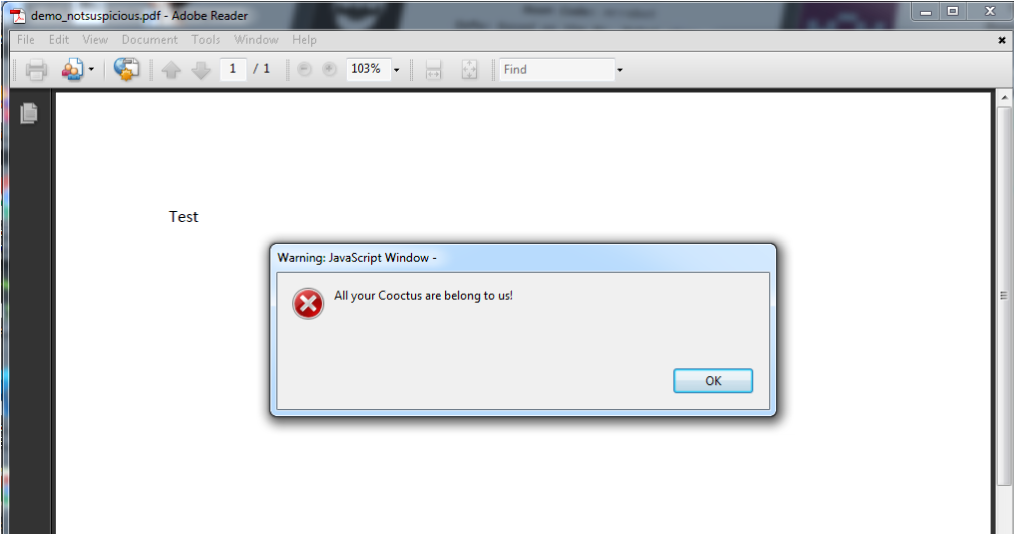 demo_notsuspicious.pdf - Adobe Reader
File Edit View Document Tools Window Help
1 / 1 103% Find
Test
Warning: JavaScript Window -
All your Cooctus are belong to us!
OK